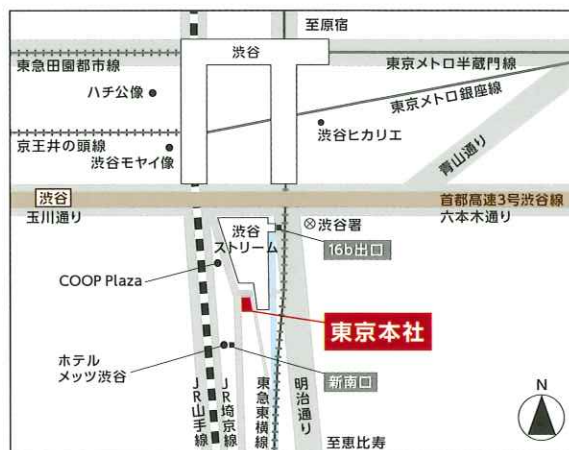 至原宿
渋谷
東急田園都市線
東京メトロ半蔵門線
ハチ公像
東京メトロ銀座線
渋谷ヒカリエ
京王井の頭線
渋谷モヤイ像
青山通り
渋谷
首都高速3号渋谷線
玉川通り
六本木通り
渋谷
ストリーム
渋谷署
16b出口
COOP Plaza
東京本社
ホテル
メッツ渋谷
新南口
JR山手線
JR埼京線
東急東横線
明治通り
至恵比寿
N